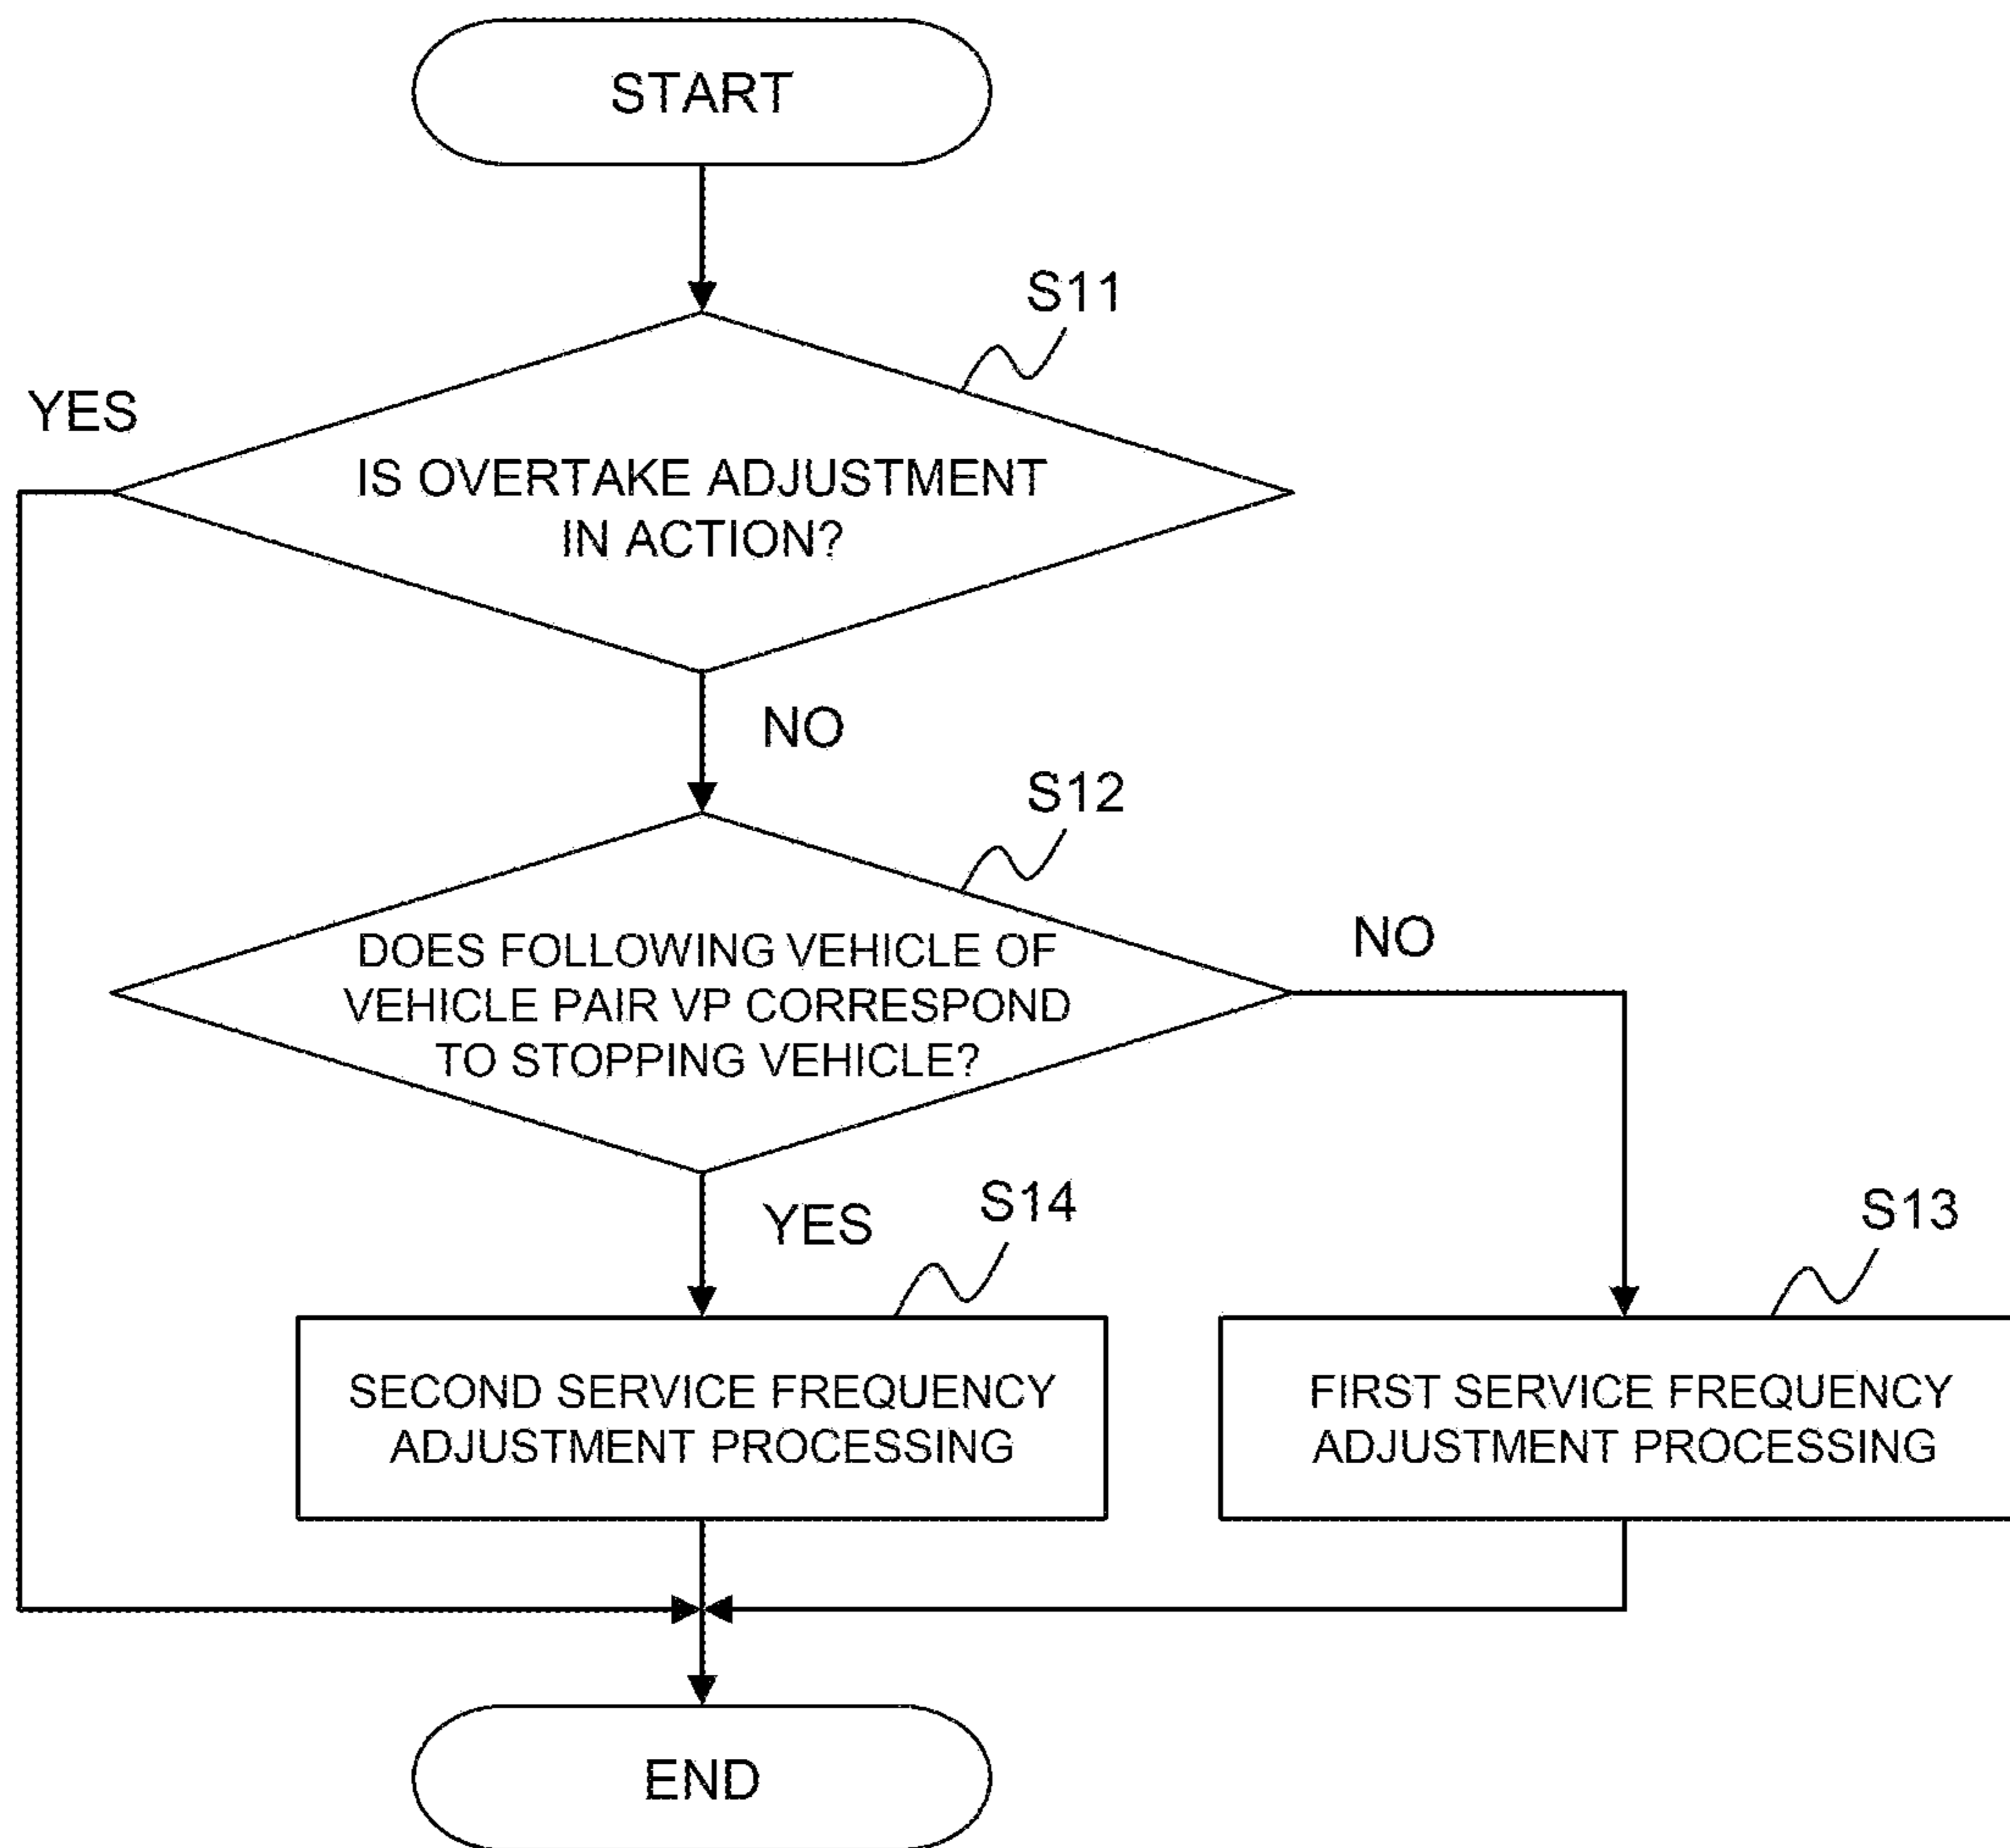 START
S11
YES
IS OVERTAKE ADJUSTMENT
IN ACTION?
NO
S12
NO
DOES FOLLOWING VEHICLE OF
VEHICLE PAIR VP CORRESPOND
TO STOPPING VEHICLE?
YES
S14
S13
SECOND SERVICE FREQUENCY
ADJUSTMENT PROCESSING
FIRST SERVICE FREQUENCY
ADJUSTMENT PROCESSING
END